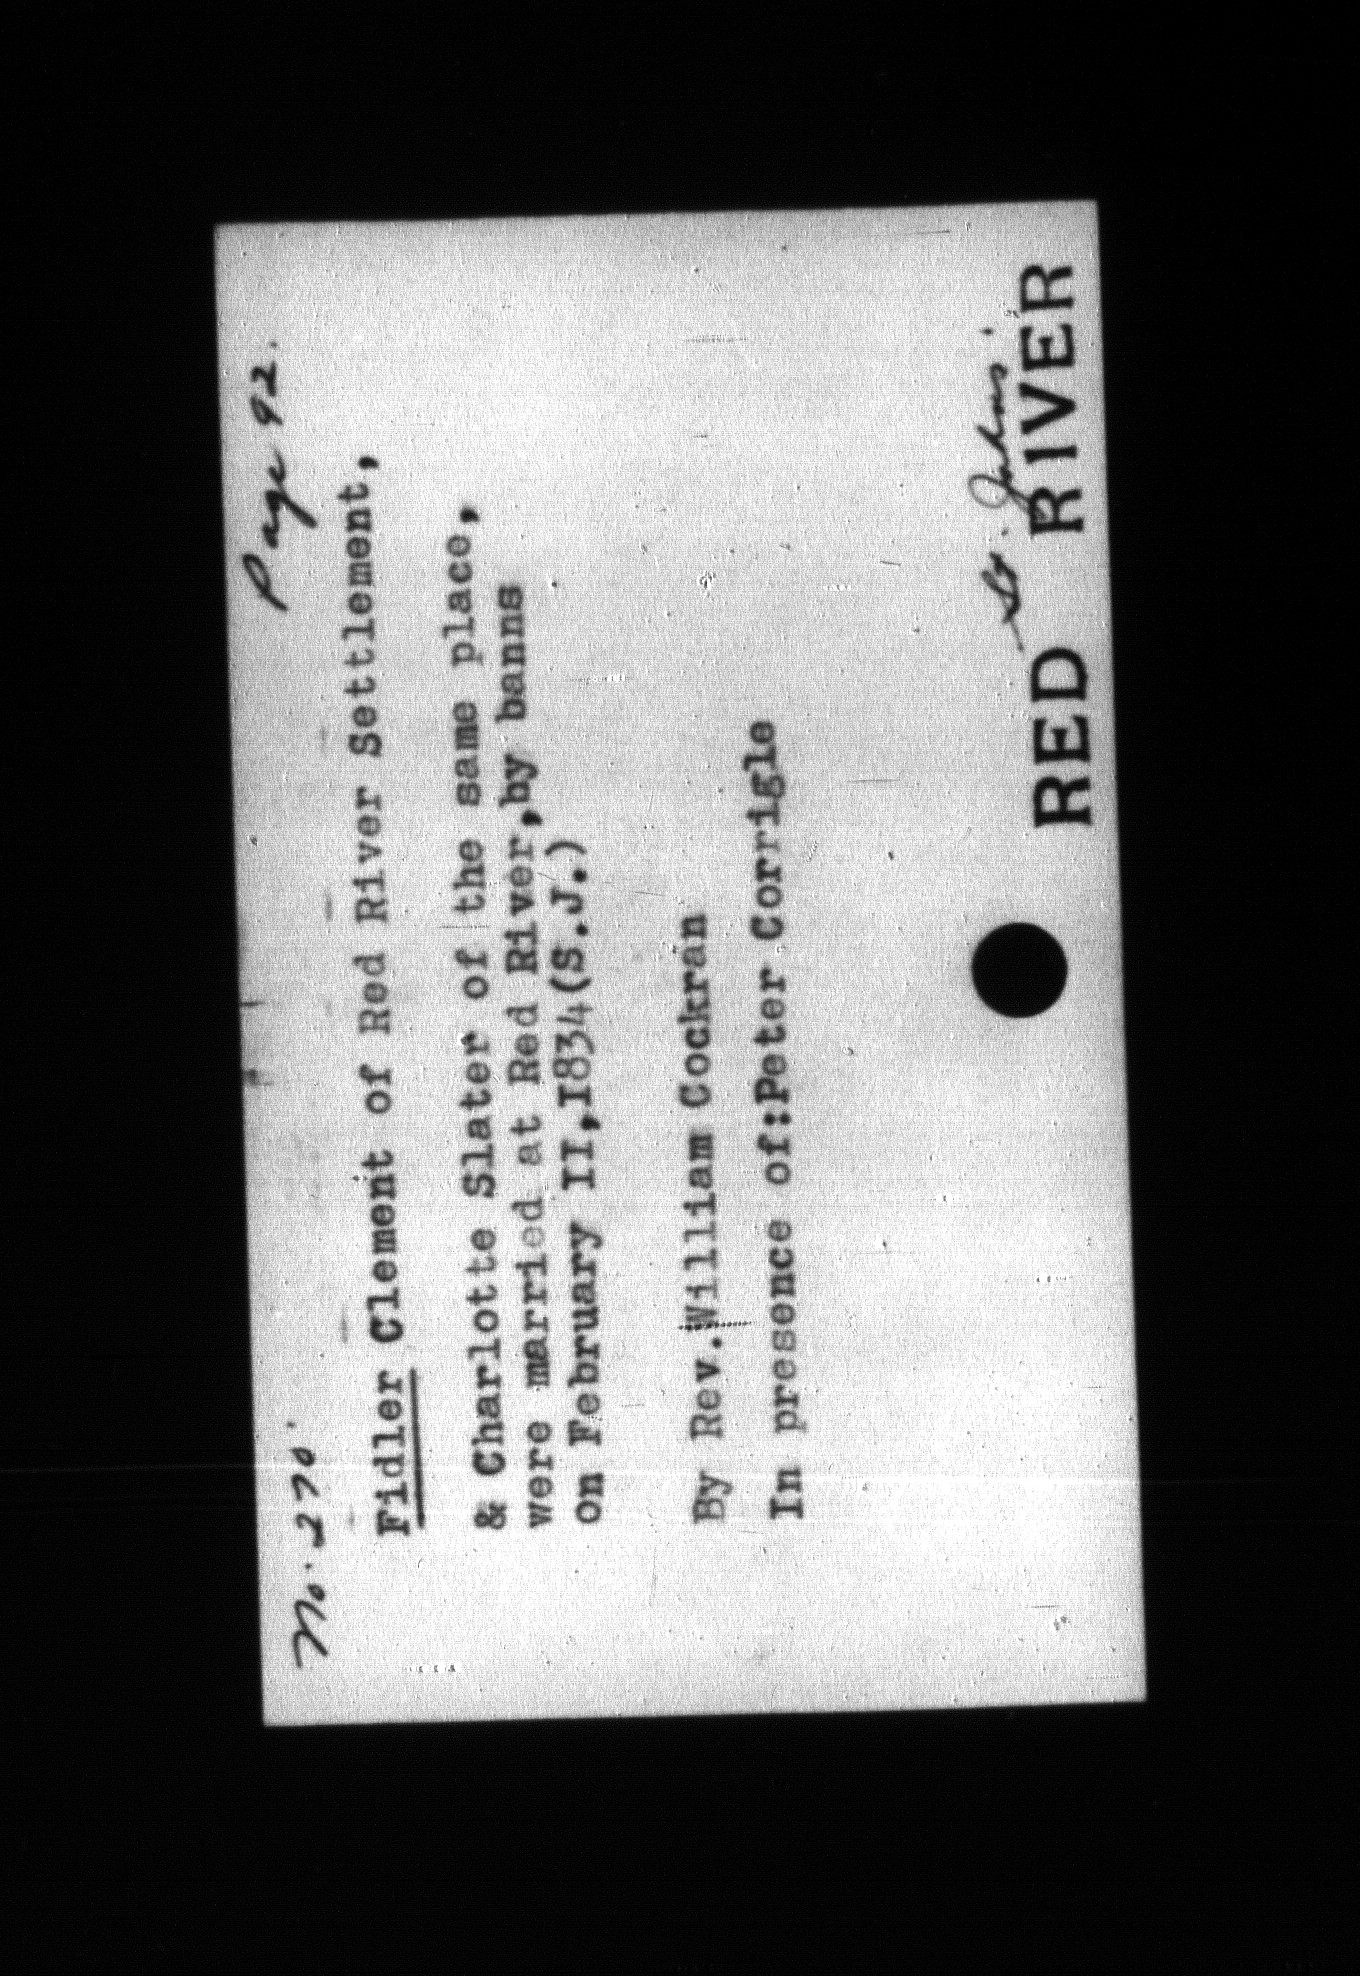 No. 270. Page 92.
Fidler Clement of Red River Settlement,
& Charlotte Slater of the same place,
were married at Red River,by banns
on February II,I834(S.J.)
By Rev.William Cockran
In presence of:Peter Corrigle
St. Johns.
RED RIVER